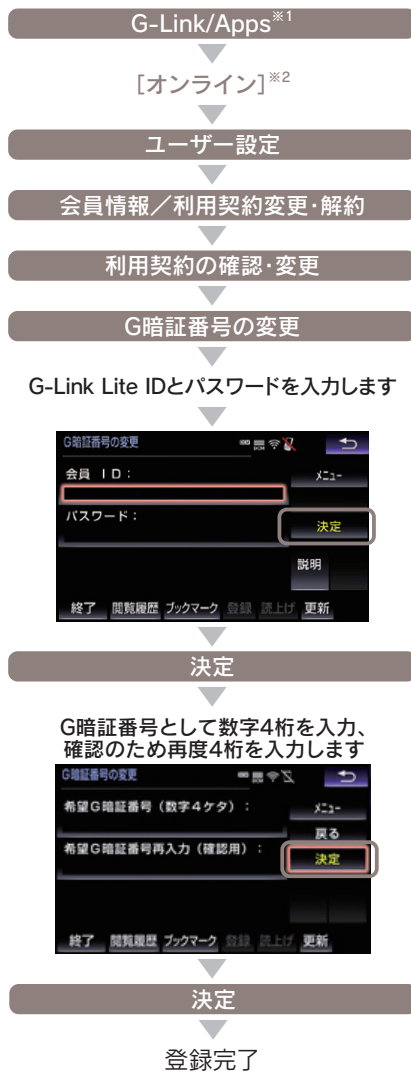 G-Link/Apps※1
[オンライン]※2
ユーザー設定
会員情報／利用契約変更・解約
利用契約の確認・変更
G暗証番号の変更
G-Link Lite IDとパスワードを入力します
G暗証番号の変更
会員 ID：
メニュー
パスワード：
決定
説明
終了 閲覧履歴 ブックマーク 登録 読上げ 更新
決定
G暗証番号として数字4桁を入力、
確認のため再度4桁を入力します
G暗証番号の変更
希望G暗証番号（数字4ケタ）：
メニュー
戻る
希望G暗証番号再入力（確認用）：
決定
終了 閲覧履歴 ブックマーク 登録 読上げ 更新
決定
登録完了